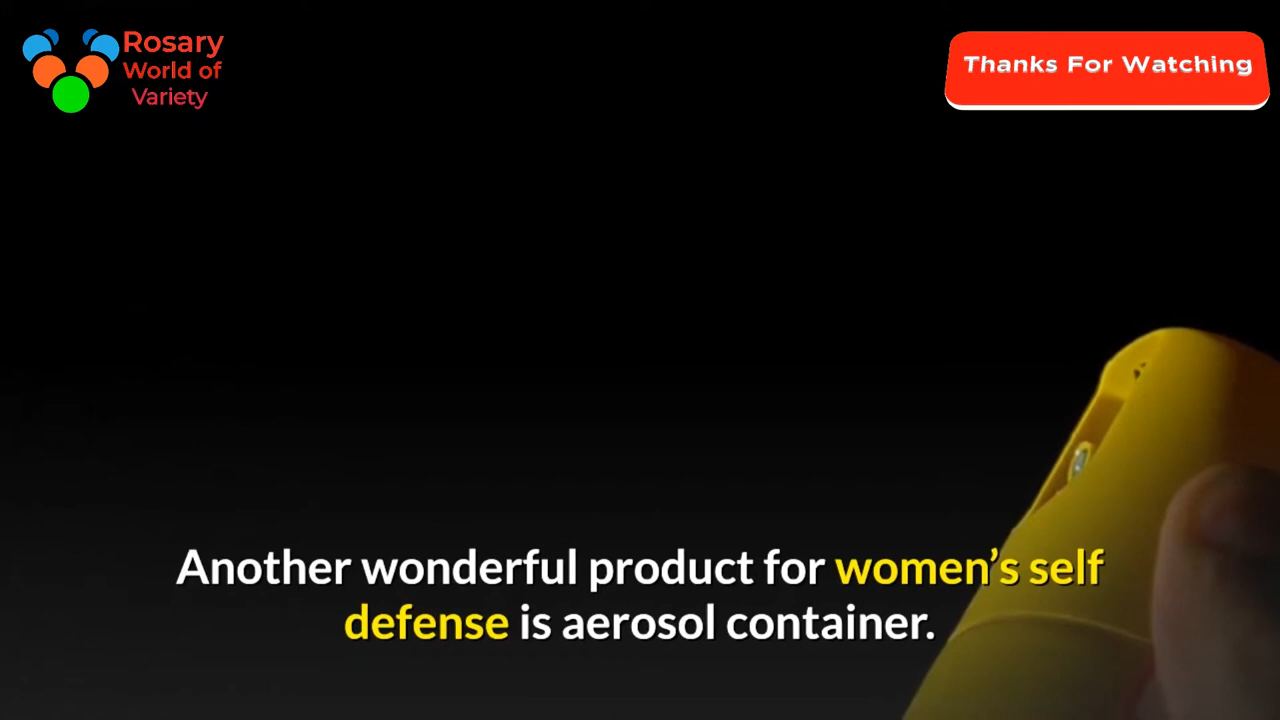 Rosary
World of
Variety
Thanks For Watching
Another wonderful product for women’s self
defense is aerosol container.